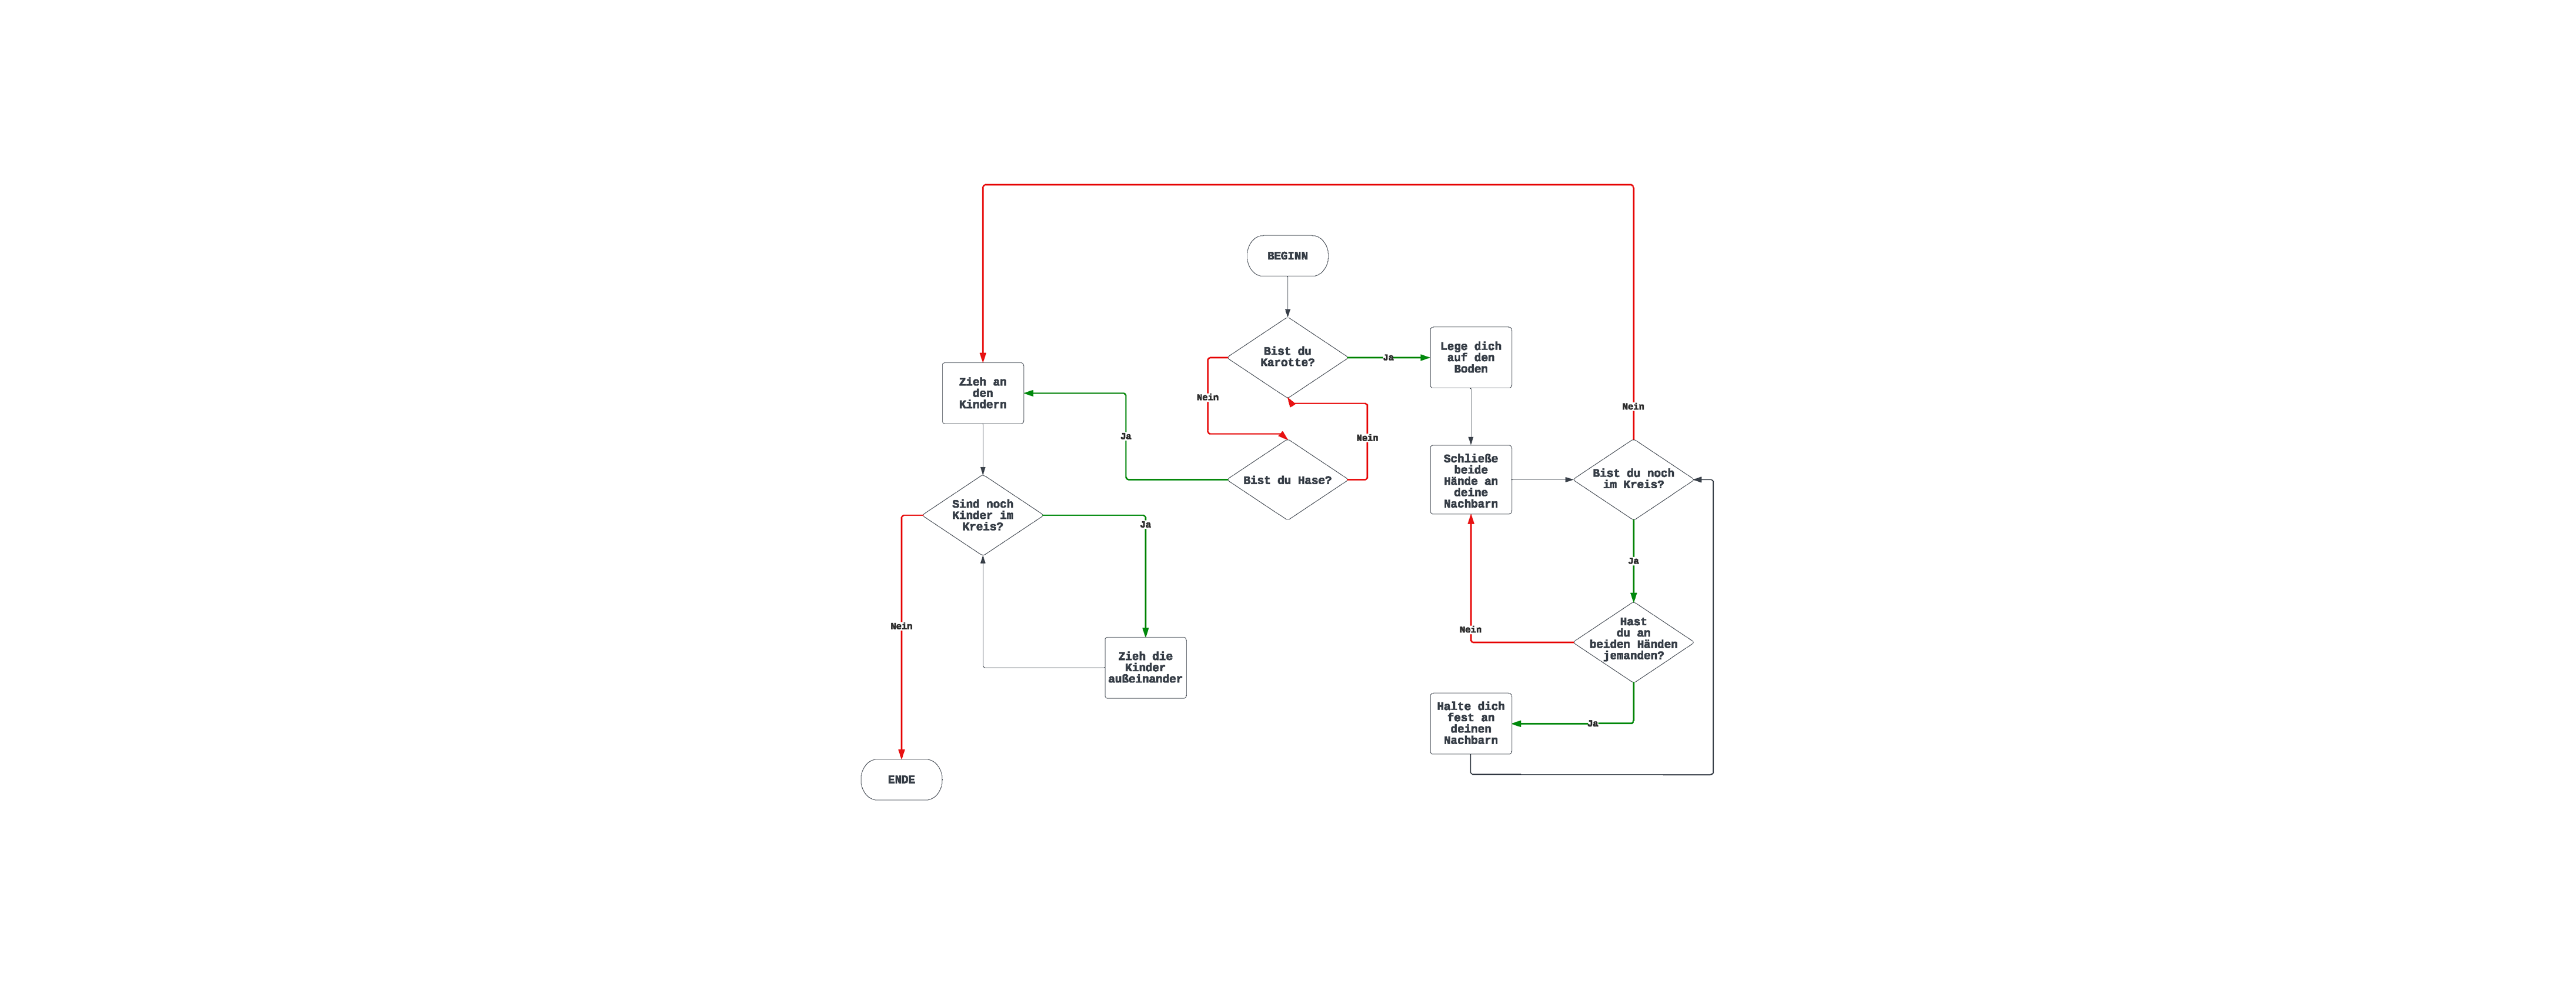 BEGINN
Bist du
Karotte?
Ja
Lege dich
auf den
Boden
Zieh an
den
Kindern
Nein
Nein
Ja
Nein
Schließe
beide
Hände an
deine
Nachbarn
Bist du noch
im Kreis?
Bist du Hase?
Sind noch
Kinder im
Kreis?
Ja
Ja
Nein
Nein
Hast
du an
beiden Händen
jemanden?
Zieh die
Kinder
außeinander
Halte dich
fest an
deinen
Nachbarn
Ja
ENDE